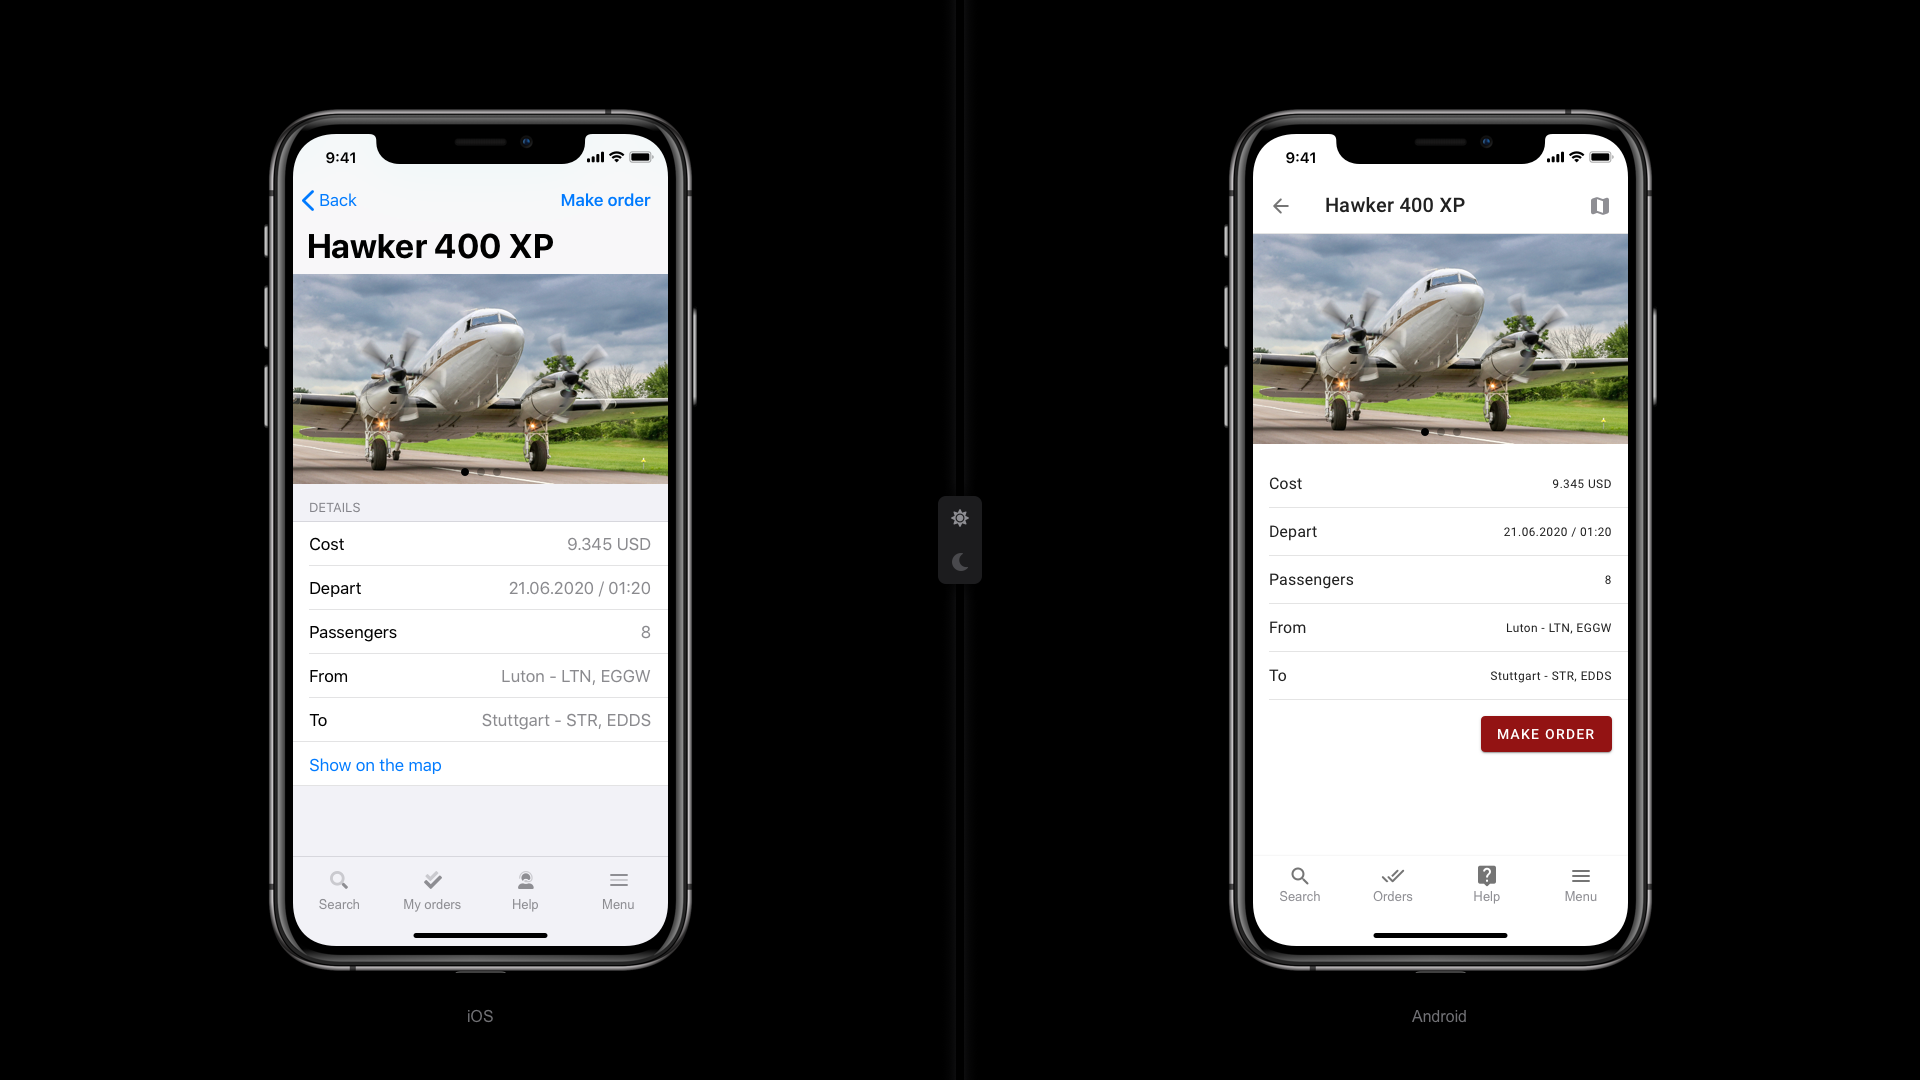 9:41
Back
Make order
Hawker 400 XP
DETAILS
Cost 9.345 USD
Depart 21.06.2020 / 01:20
Passengers 8
From Luton - LTN, EGGW
To Stuttgart - STR, EDDS
Show on the map
Search My orders Help Menu
iOS
9:41
Hawker 400 XP
Cost 9.345 USD
Depart 21.06.2020 / 01:20
Passengers 8
From Luton - LTN, EGGW
To Stuttgart - STR, EDDS
MAKE ORDER
Search Orders Help Menu
Android